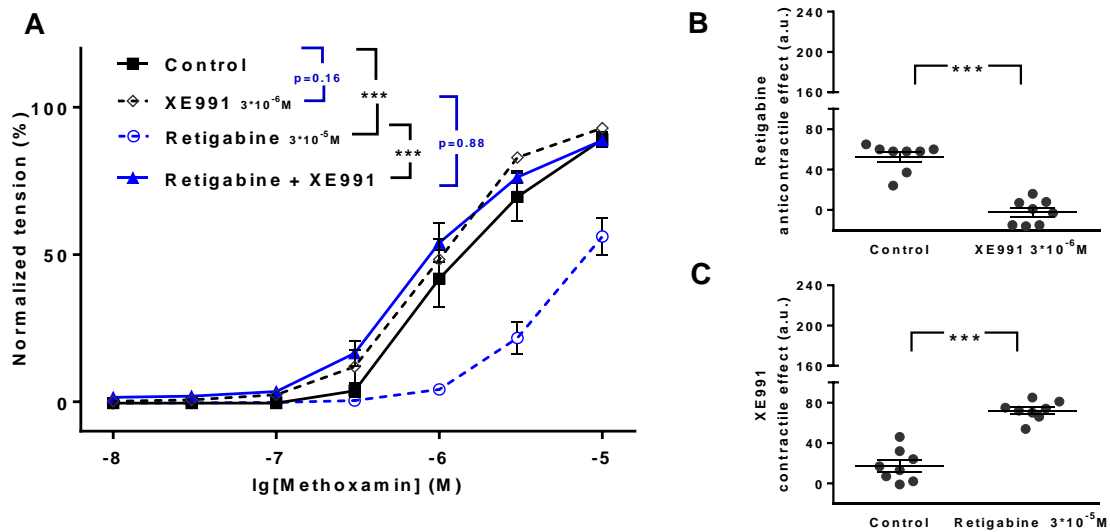 A
Control
XE991 3*10⁻⁶M
Retigabine 3*10⁻⁵M
Retigabine + XE991
p=0.16
***
***
p=0.88
Normalized tension (%)
100
50
0
-8
-7
-6
-5
lg[Methoxamin] (M)
B
Retigabine
anticontractile effect (a.u.)
240
200
160
80
40
0
***
Control
XE991 3*10⁻⁶M
C
XE991
contractile effect (a.u.)
240
200
160
80
40
0
***
Control
Retigabine 3*10⁻⁵M